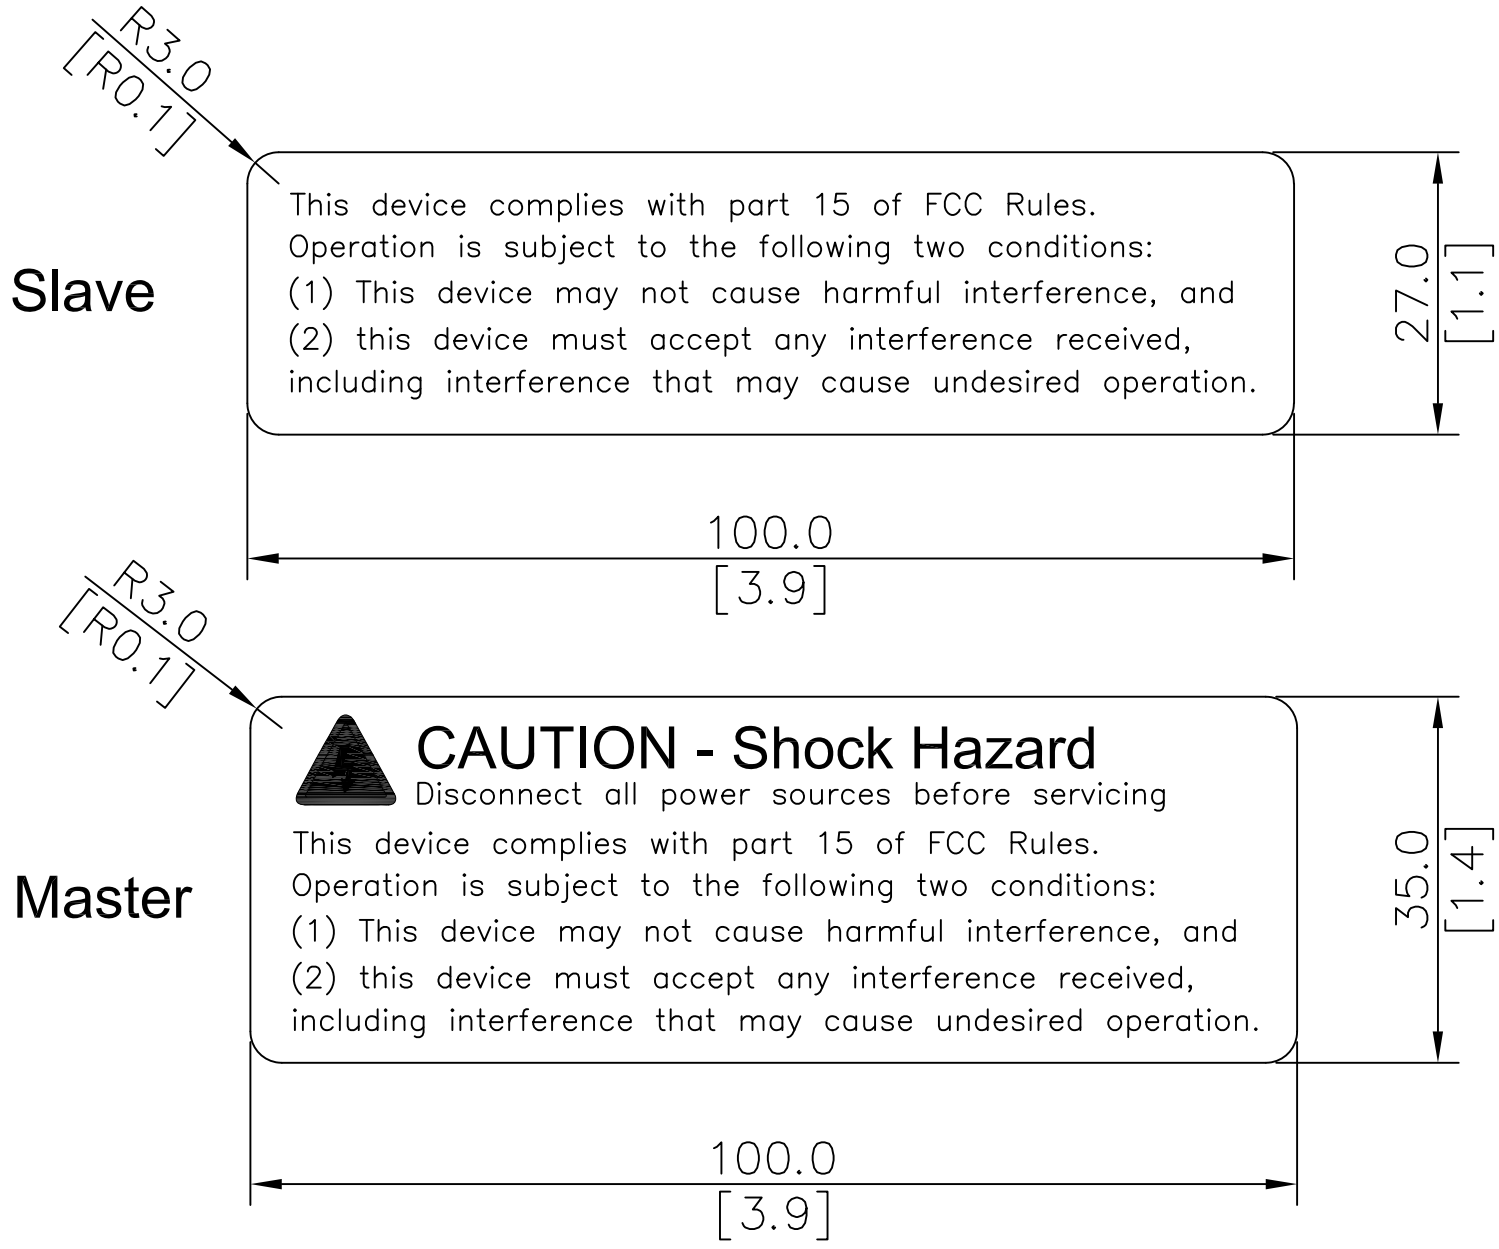 R3.0
[R0.1]
This device complies with part 15 of FCC Rules.
Operation is subject to the following two conditions:
(1) This device may not cause harmful interference, and
(2) this device must accept any interference received,
including interference that may cause undesired operation.
Slave
27.0
[1.1]
100.0
[3.9]
R3.0
[R0.1]
CAUTION - Shock Hazard
Disconnect all power sources before servicing
This device complies with part 15 of FCC Rules.
Operation is subject to the following two conditions:
(1) This device may not cause harmful interference, and
(2) this device must accept any interference received,
including interference that may cause undesired operation.
Master
35.0
[1.4]
100.0
[3.9]